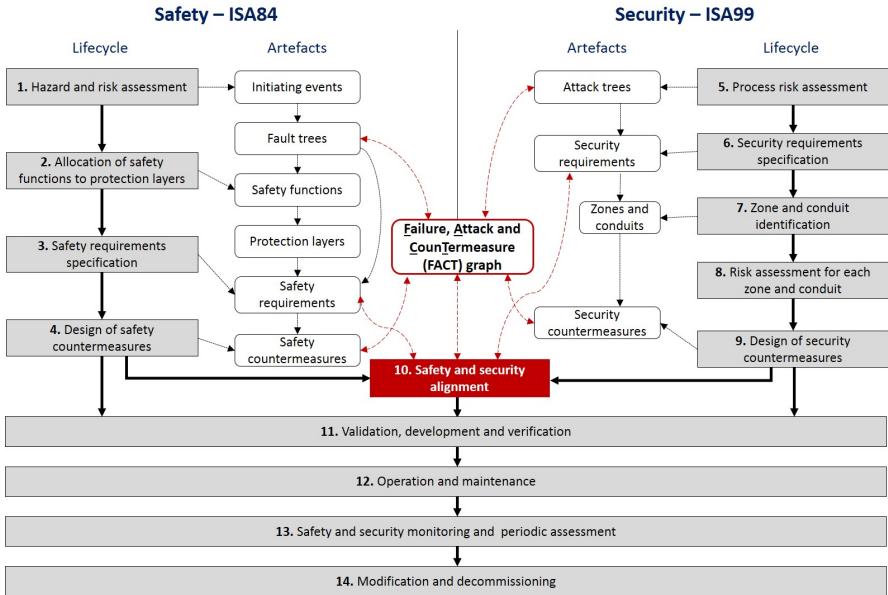 Safety – ISA84
Security – ISA99
Lifecycle
Artefacts
Artefacts
Lifecycle
1. Hazard and risk assessment
Initiating events
Attack trees
5. Process risk assessment
Fault trees
Security
requirements
6. Security requirements
specification
2. Allocation of safety
functions to protection layers
Safety functions
Zones and
conduits
7. Zone and conduit
identification
Failure, Attack and
CounTermeasure
(FACT) graph
3. Safety requirements
specification
Protection layers
8. Risk assessment for each
zone and conduit
Safety
requirements
Security
countermeasures
4. Design of safety
countermeasures
Safety
countermeasures
9. Design of security
countermeasures
10. Safety and security
alignment
11. Validation, development and verification
12. Operation and maintenance
13. Safety and security monitoring and periodic assessment
14. Modification and decommissioning